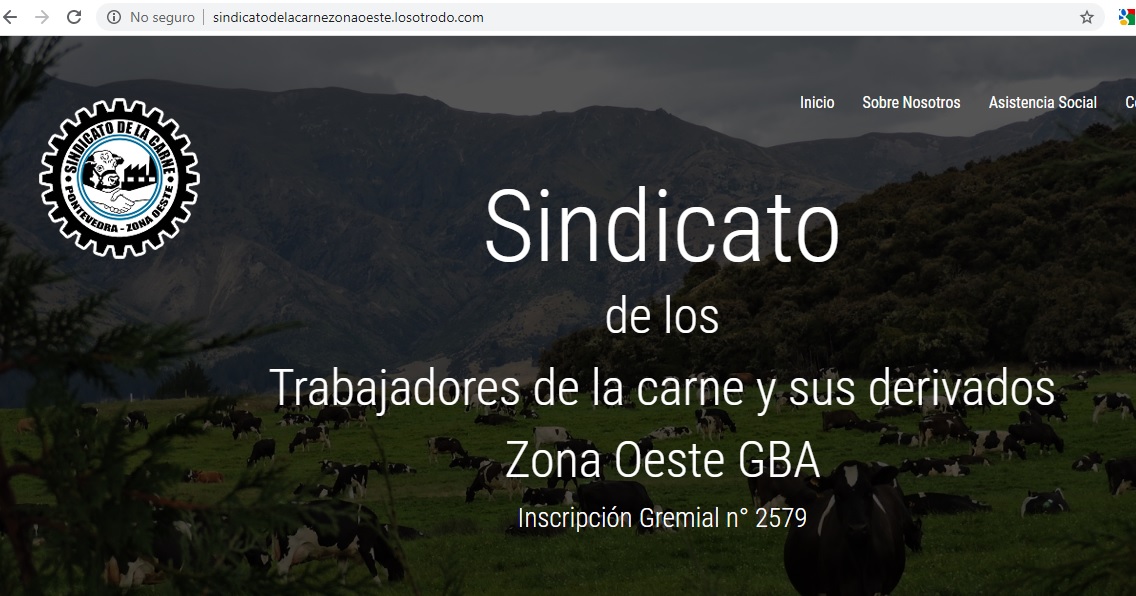 No seguro
sindicatodelacarnezonaoeste.losotrodo.com
Inicio
Sobre Nosotros
Asistencia Social
SINDICATO DE LA CARNE
PONTEVEDRA - ZONA OESTE
Sindicato
de los
Trabajadores de la carne y sus derivados
Zona Oeste GBA
Inscripción Gremial n° 2579